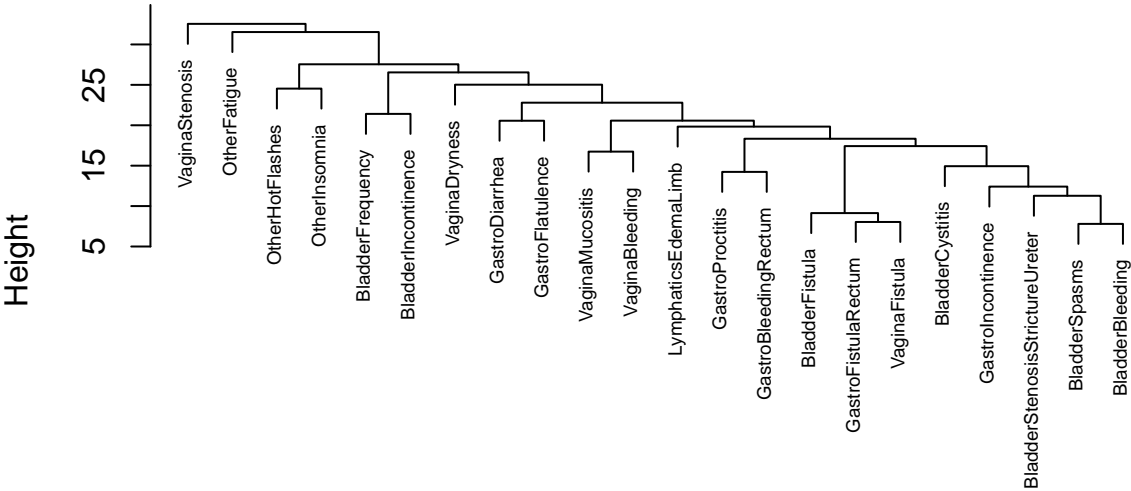 Height
5
15
25
VaginaStenosis
OtherFatigue
OtherHotFlashes
OtherInsomnia
BladderFrequency
BladderIncontinence
VaginaDryness
GastroDiarrhea
GastroFlatulence
VaginaMucositis
VaginaBleeding
LymphaticsEdemaLimb
GastroProctitis
GastroBleedingRectum
BladderFistula
GastroFistulaRectum
VaginaFistula
BladderCystitis
GastroIncontinence
BladderStenosisStrictureUreter
BladderSpasms
BladderBleeding